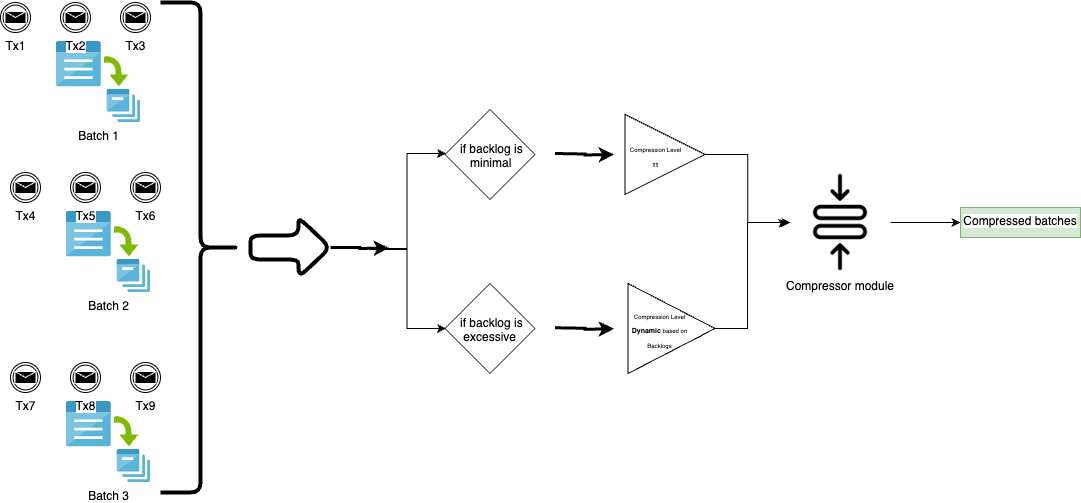 Tx1
Tx2
Tx3
Batch 1
Tx4
Tx5
Tx6
Batch 2
Tx7
Tx8
Tx9
Batch 3
if backlog is
minimal
Compression Level
11
if backlog is
excessive
Compression Level
Dynamic based on
Backlogs
Compressor module
Compressed batches